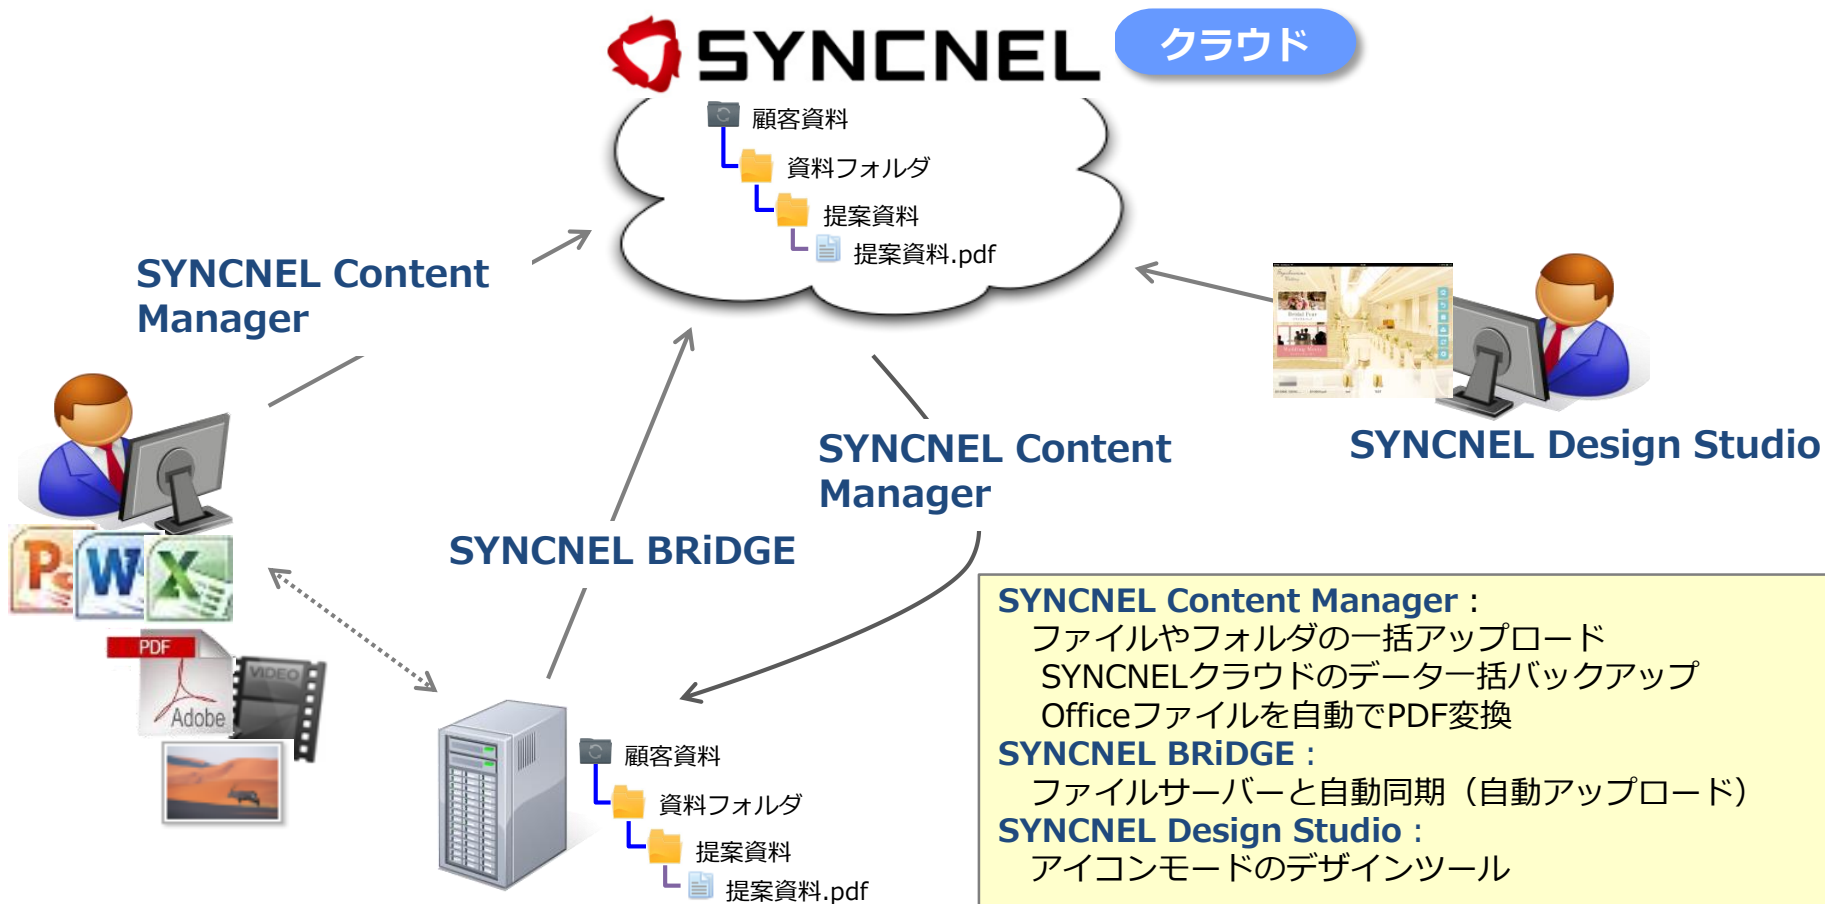 SYNCNEL
クラウド
顧客資料
資料フォルダ
提案資料
提案資料.pdf
SYNCNEL Content
Manager
SYNCNEL Content
Manager
SYNCNEL Design Studio
SYNCNEL BRiDGE
PDF
Adobe
VIDEO
顧客資料
資料フォルダ
提案資料
提案資料.pdf
SYNCNEL Content Manager：
ファイルやフォルダの一括アップロード
SYNCNELクラウドのデータ一括バックアップ
Officeファイルを自動でPDF変換
SYNCNEL BRiDGE：
ファイルサーバーと自動同期（自動アップロード）
SYNCNEL Design Studio：
アイコンモードのデザインツール